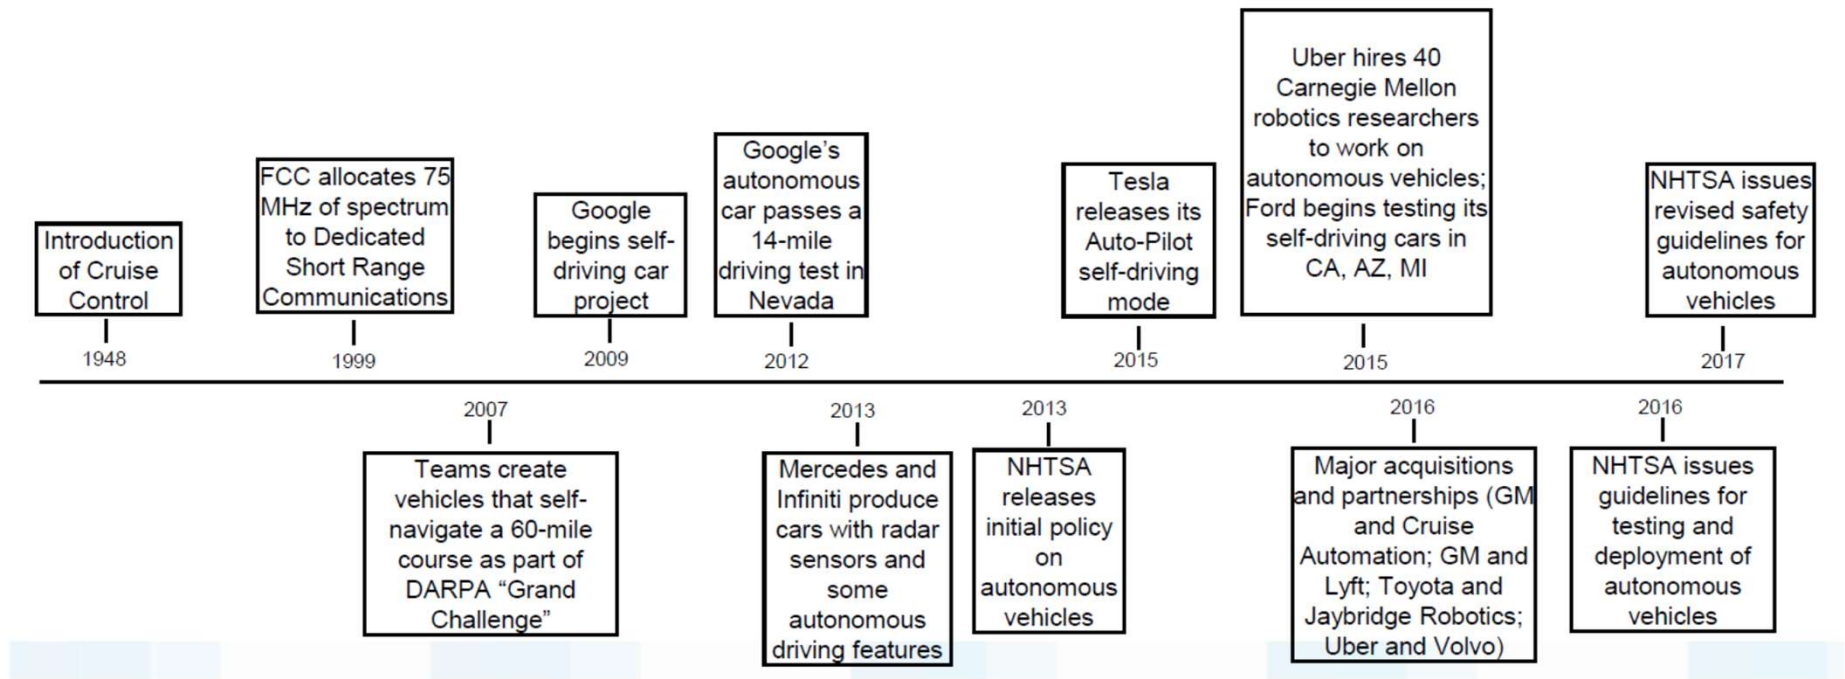 Introduction
of Cruise
Control
1948
FCC allocates 75
MHz of spectrum
to Dedicated
Short Range
Communications
1999
Google
begins self-
driving car
project
2009
Google’s
autonomous
car passes a
14-mile
driving test in
Nevada
2012
Tesla
releases its
Auto-Pilot
self-driving
mode
2015
Uber hires 40
Carnegie Mellon
robotics researchers
to work on
autonomous vehicles;
Ford begins testing its
self-driving cars in
CA, AZ, MI
2015
NHTSA issues
revised safety
guidelines for
autonomous
vehicles
2017
2007
Teams create
vehicles that self-
navigate a 60-mile
course as part of
DARPA “Grand
Challenge”
2013
Mercedes and
Infiniti produce
cars with radar
sensors and
some
autonomous
driving features
2013
NHTSA
releases
initial policy
on
autonomous
vehicles
2016
Major acquisitions
and partnerships (GM
and Cruise
Automation; GM and
Lyft; Toyota and
Jaybridge Robotics;
Uber and Volvo)
2016
NHTSA issues
guidelines for
testing and
deployment of
autonomous
vehicles